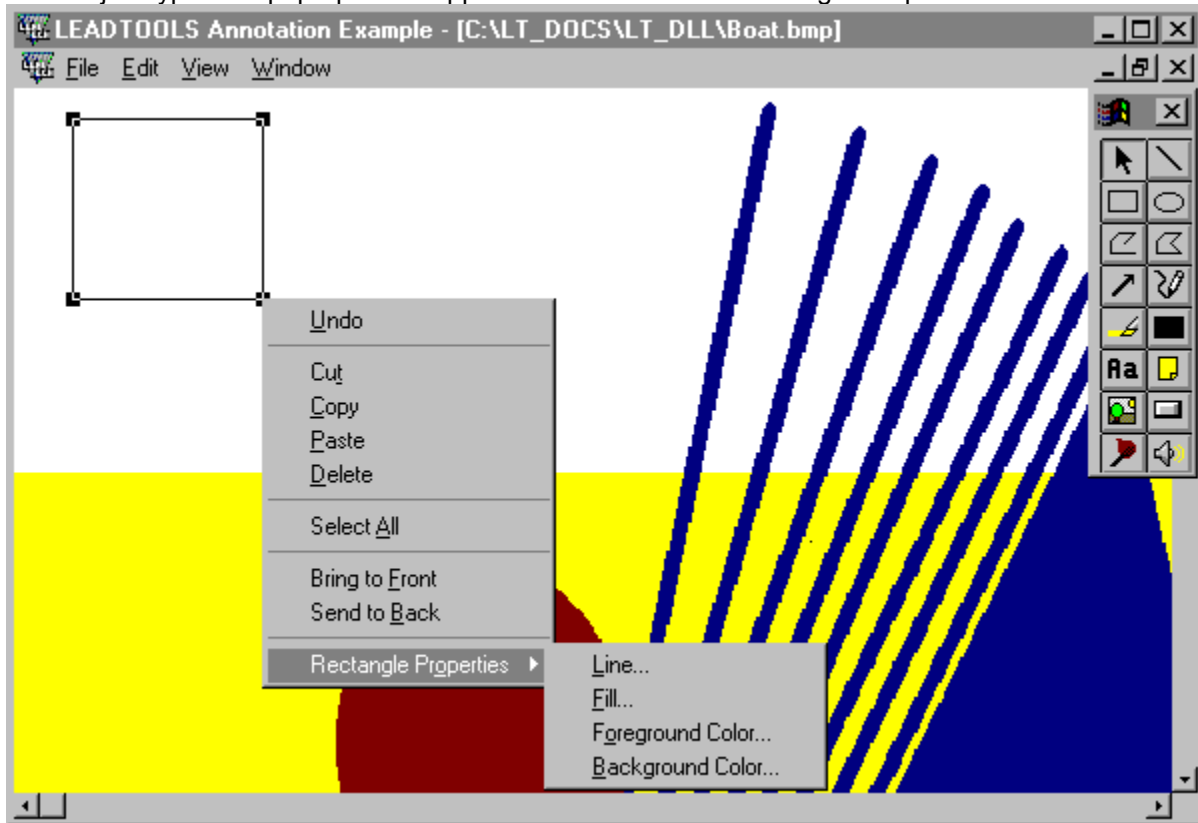 LEADTOOLS Annotation Example - [C:\LT_DOCS\LT_DLL\Boat.bmp]
File Edit View Window
Undo
Cut
Copy
Paste
Delete
Select All
Bring to Front
Send to Back
Rectangle Properties
Line...
Fill...
Foreground Color...
Background Color...
Aa